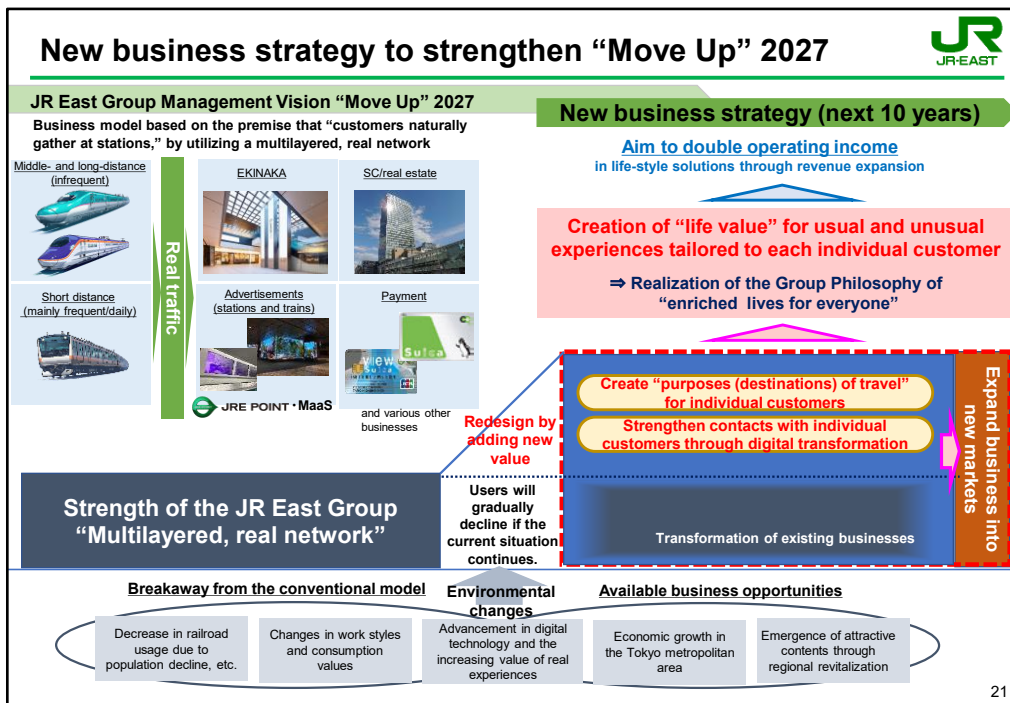 New business strategy to strengthen “Move Up” 2027
JR
JR-EAST
JR East Group Management Vision “Move Up” 2027
Business model based on the premise that “customers naturally
gather at stations,” by utilizing a multilayered, real network
Middle- and long-distance
(infrequent)
Short distance
(mainly frequent/daily)
Real traffic
EKINAKA
SC/real estate
Advertisements
(stations and trains)
Payment
Suica
VIEW
Suica
JCB
JRE POINT・MaaS
and various other
businesses
New business strategy (next 10 years)
Aim to double operating income
in life-style solutions through revenue expansion
Creation of “life value” for usual and unusual
experiences tailored to each individual customer
⇒ Realization of the Group Philosophy of
“enriched lives for everyone”
Redesign by
adding new
value
Create “purposes (destinations) of travel”
for individual customers
Strengthen contacts with individual
customers through digital transformation
Expand business into
new markets
Strength of the JR East Group
“Multilayered, real network”
Users will
gradually
decline if the
current situation
continues.
Transformation of existing businesses
Breakaway from the conventional model
Environmental
changes
Available business opportunities
Decrease in railroad
usage due to
population decline, etc.
Changes in work styles
and consumption
values
Advancement in digital
technology and the
increasing value of real
experiences
Economic growth in
the Tokyo metropolitan
area
Emergence of attractive
contents through
regional revitalization
21